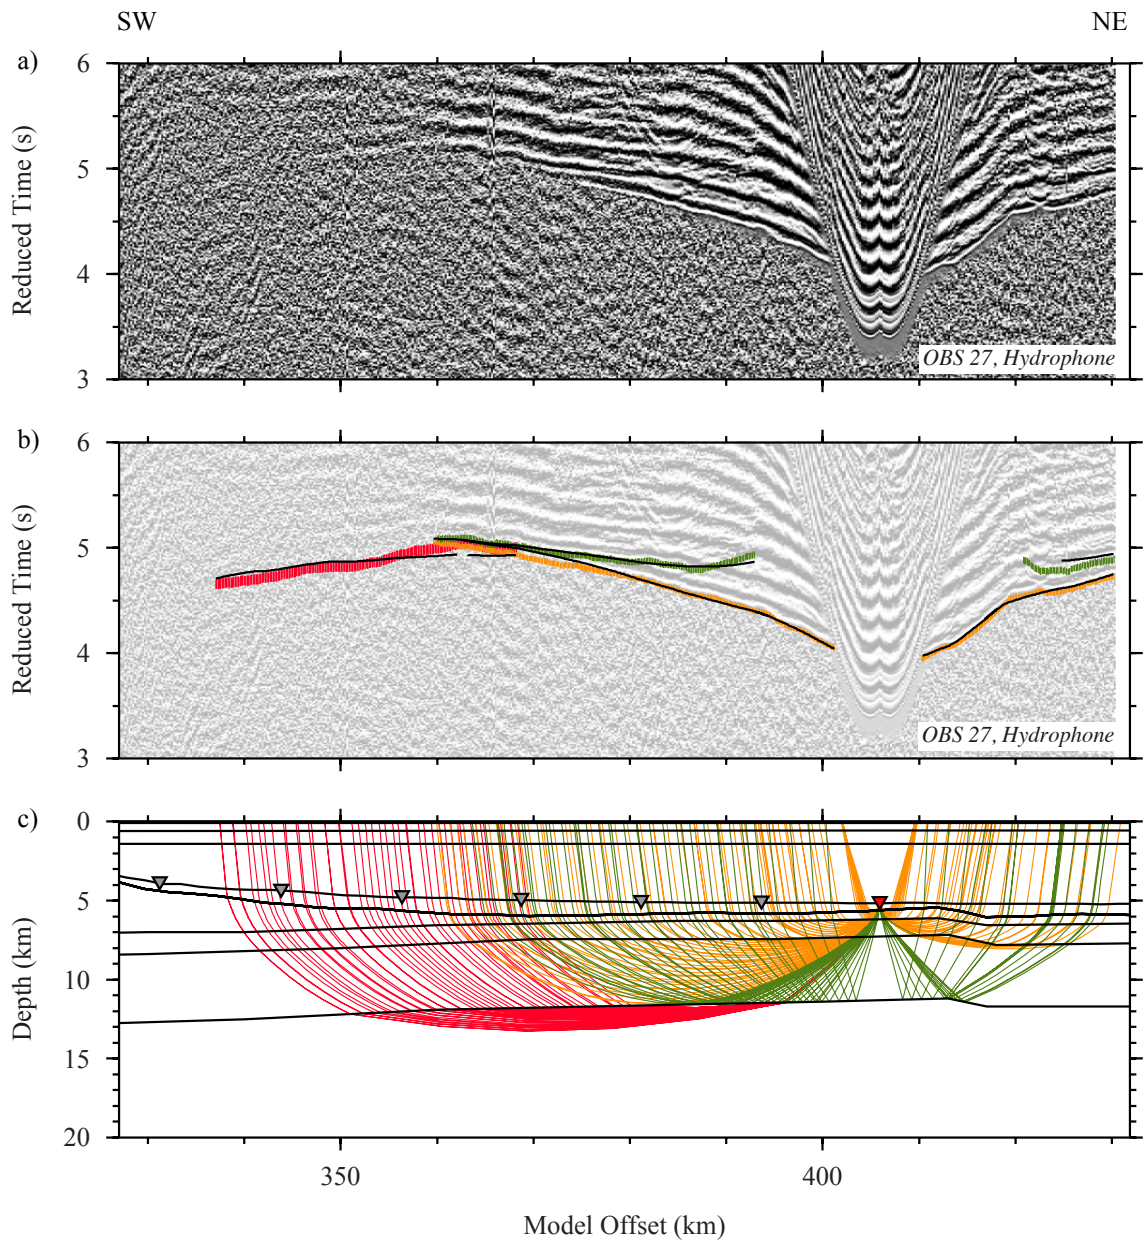 SW NE
a)
6
5
4
3
Reduced Time (s)
OBS 27, Hydrophone
b)
6
5
4
3
Reduced Time (s)
OBS 27, Hydrophone
c)
0
5
10
15
20
Depth (km)
350 400
Model Offset (km)